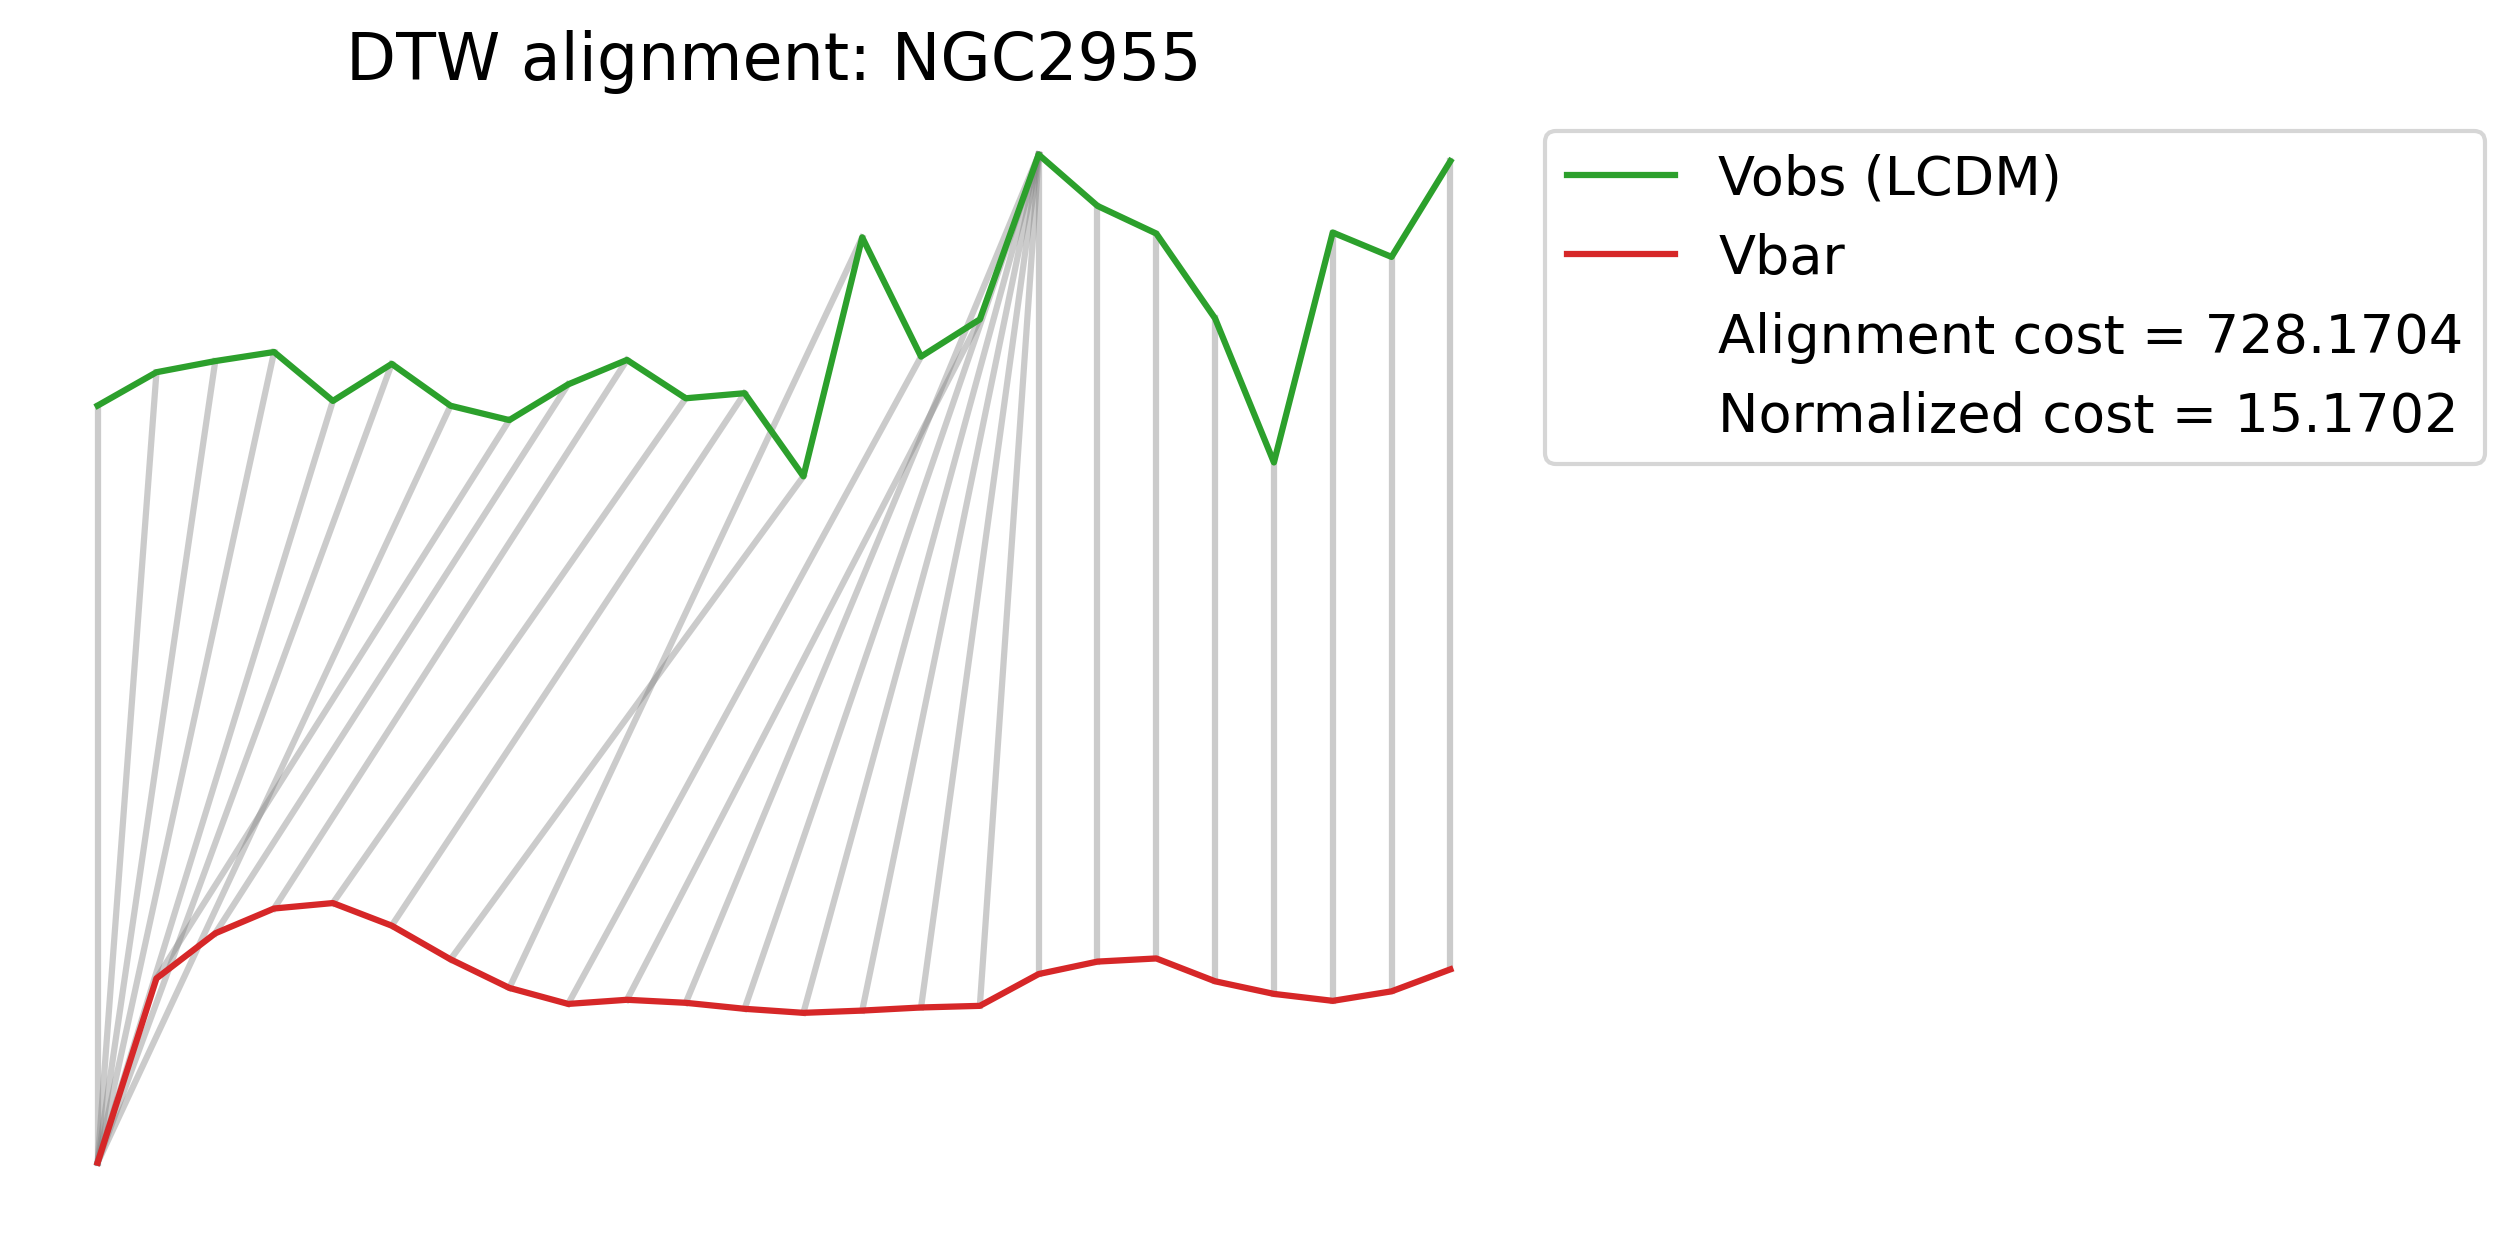 DTW alignment: NGC2955
Vobs (LCDM)
Vbar
Alignment cost = 728.1704
Normalized cost = 15.1702